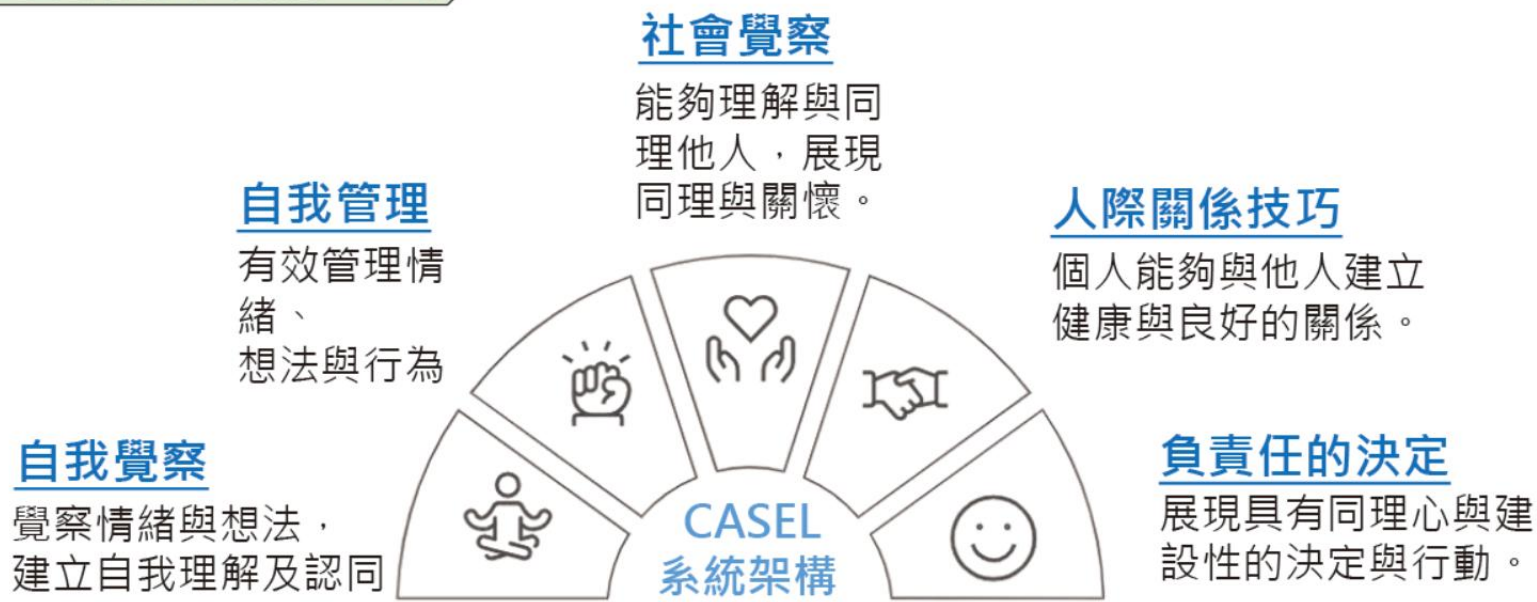 社會覺察
能夠理解與同
理他人，展現
同理與關懷。
自我管理
有效管理情
緒、
想法與行為
人際關係技巧
個人能夠與他人建立
健康與良好的關係。
自我覺察
覺察情緒與想法，
建立自我理解及認同
負責任的決定
展現具有同理心與建
設性的決定與行動。
CASEL
系統架構